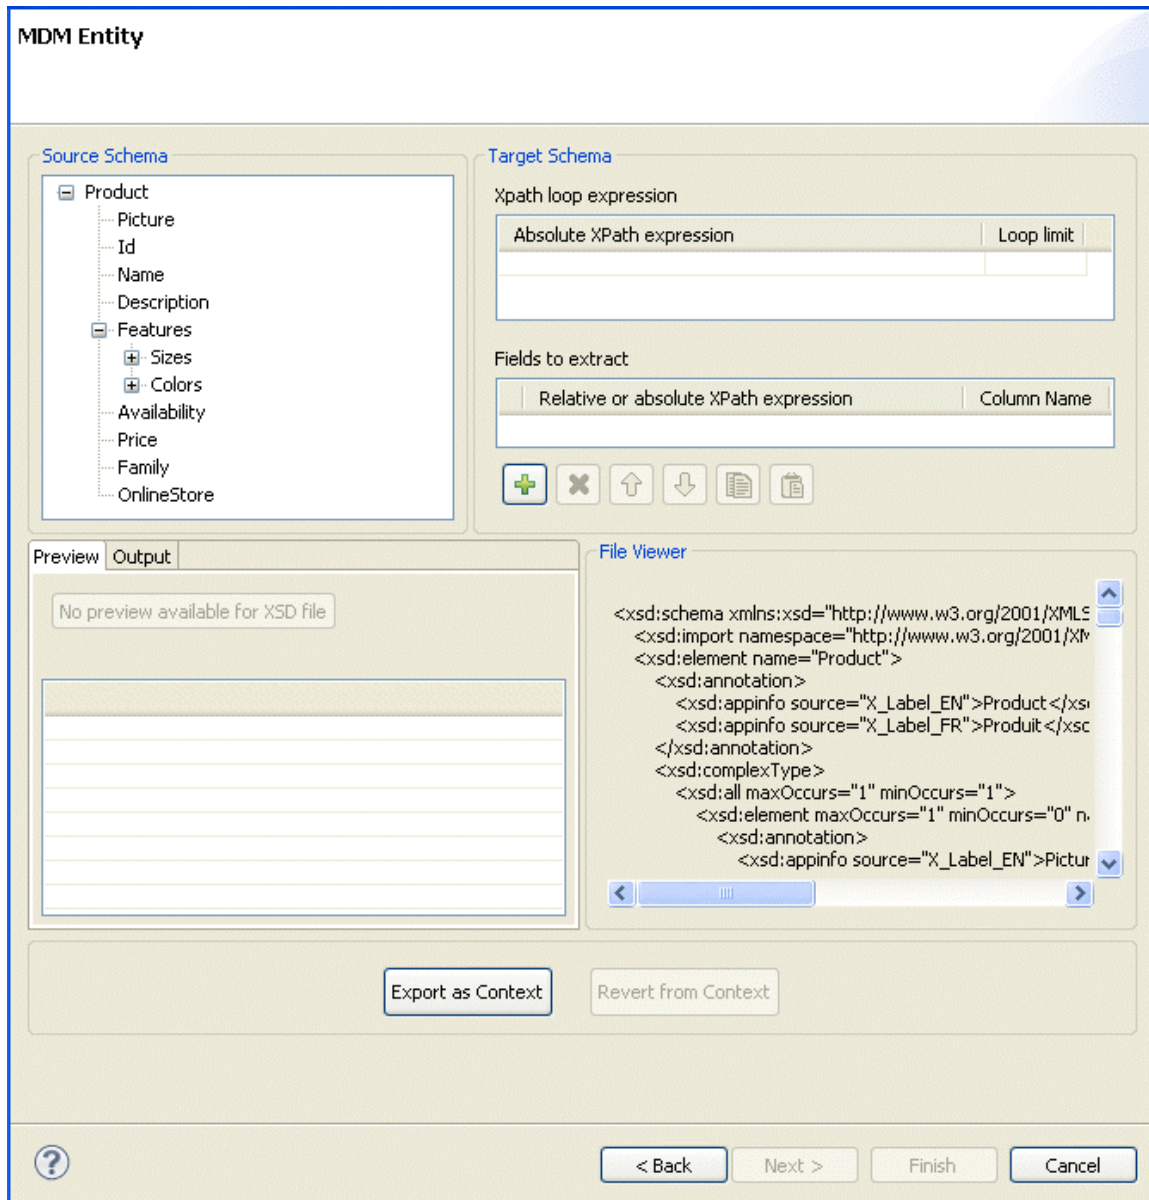 MDM Entity
Source Schema
Product
Picture
Id
Name
Description
Features
Sizes
Colors
Availability
Price
Family
OnlineStore
Target Schema
Xpath loop expression
Absolute XPath expression Loop limit
Fields to extract
Relative or absolute XPath expression Column Name
Preview Output
No preview available for XSD file
File Viewer
<xsd:schema xmlns:xsd="http://www.w3.org/2001/XMLS
<xsd:import namespace="http://www.w3.org/2001/XM
<xsd:element name="Product">
<xsd:annotation>
<xsd:appinfo source="X_Label_EN">Product</xs
<xsd:appinfo source="X_Label_FR">Produit</xsc
</xsd:annotation>
<xsd:complexType>
<xsd:all maxOccurs="1" minOccurs="1">
<xsd:element maxOccurs="1" minOccurs="0" n
<xsd:annotation>
<xsd:appinfo source="X_Label_EN">Pictur
Export as Context Revert from Context
< Back Next > Finish Cancel